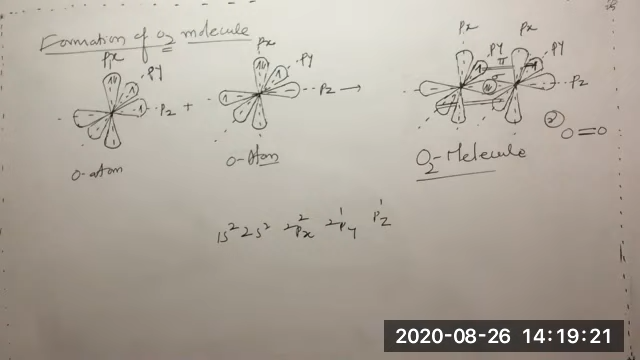 Formation of O2 molecule
Px
PY
Pz
+
Px
PY
Pz
→
Px
PY
π
σ
Px
PY
Pz
O=O
O-atom
O-Atom
O2-Melecule
1s² 2s² 2Px² 2Py¹ Pz¹
2020-08-26 14:19:21